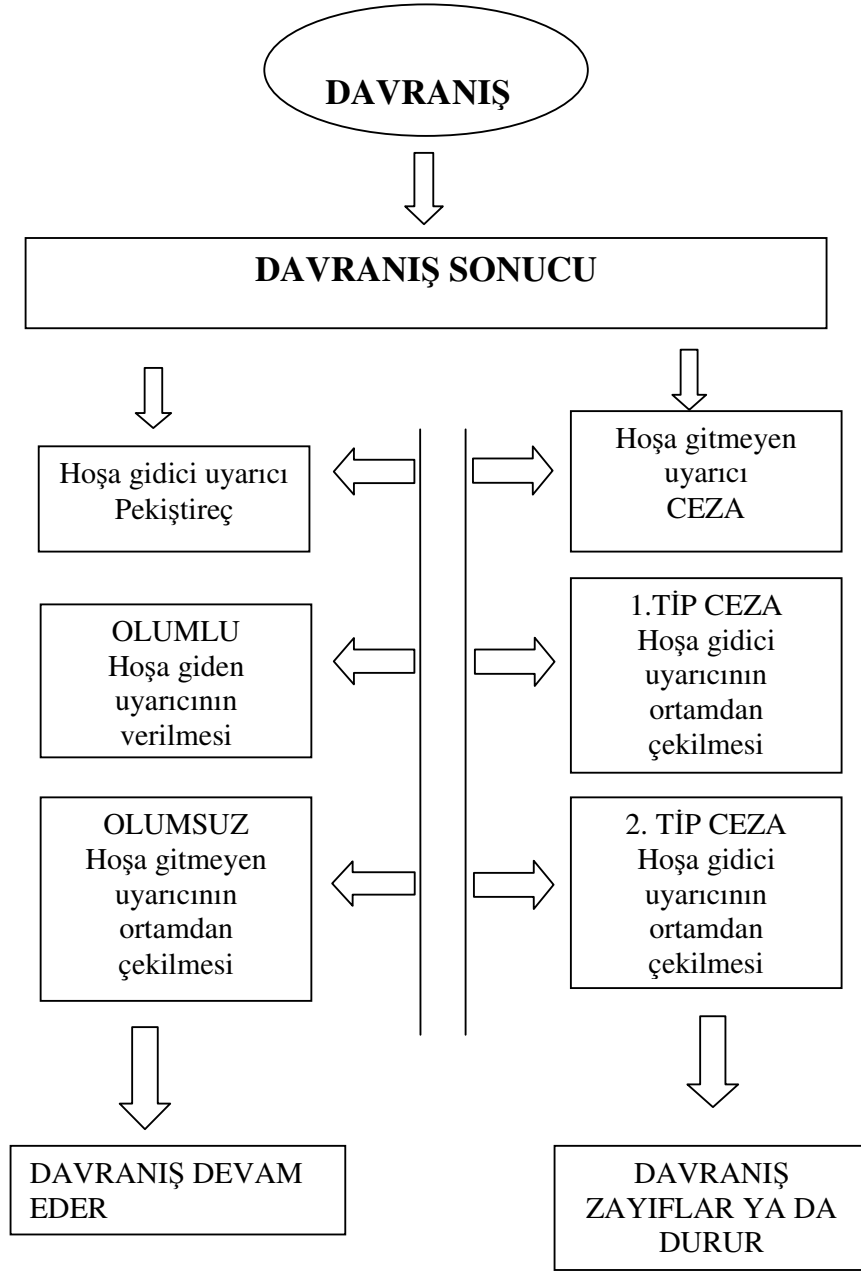 DAVRANIŞ
DAVRANIŞ SONUCU
Hoşa gidici uyarıcı
Pekiştireç
Hoşa gitmeyen
uyarıcı
CEZA
OLUMLU
Hoşa giden
uyarıcının
verilmesi
1.TİP CEZA
Hoşa gidici
uyarıcının
ortamdan
çekilmesi
OLUMSUZ
Hoşa gitmeyen
uyarıcının
ortamdan
çekilmesi
2. TİP CEZA
Hoşa gidici
uyarıcının
ortamdan
çekilmesi
DAVRANIŞ DEVAM
EDER
DAVRANIŞ
ZAYIFLAR YA DA
DURUR